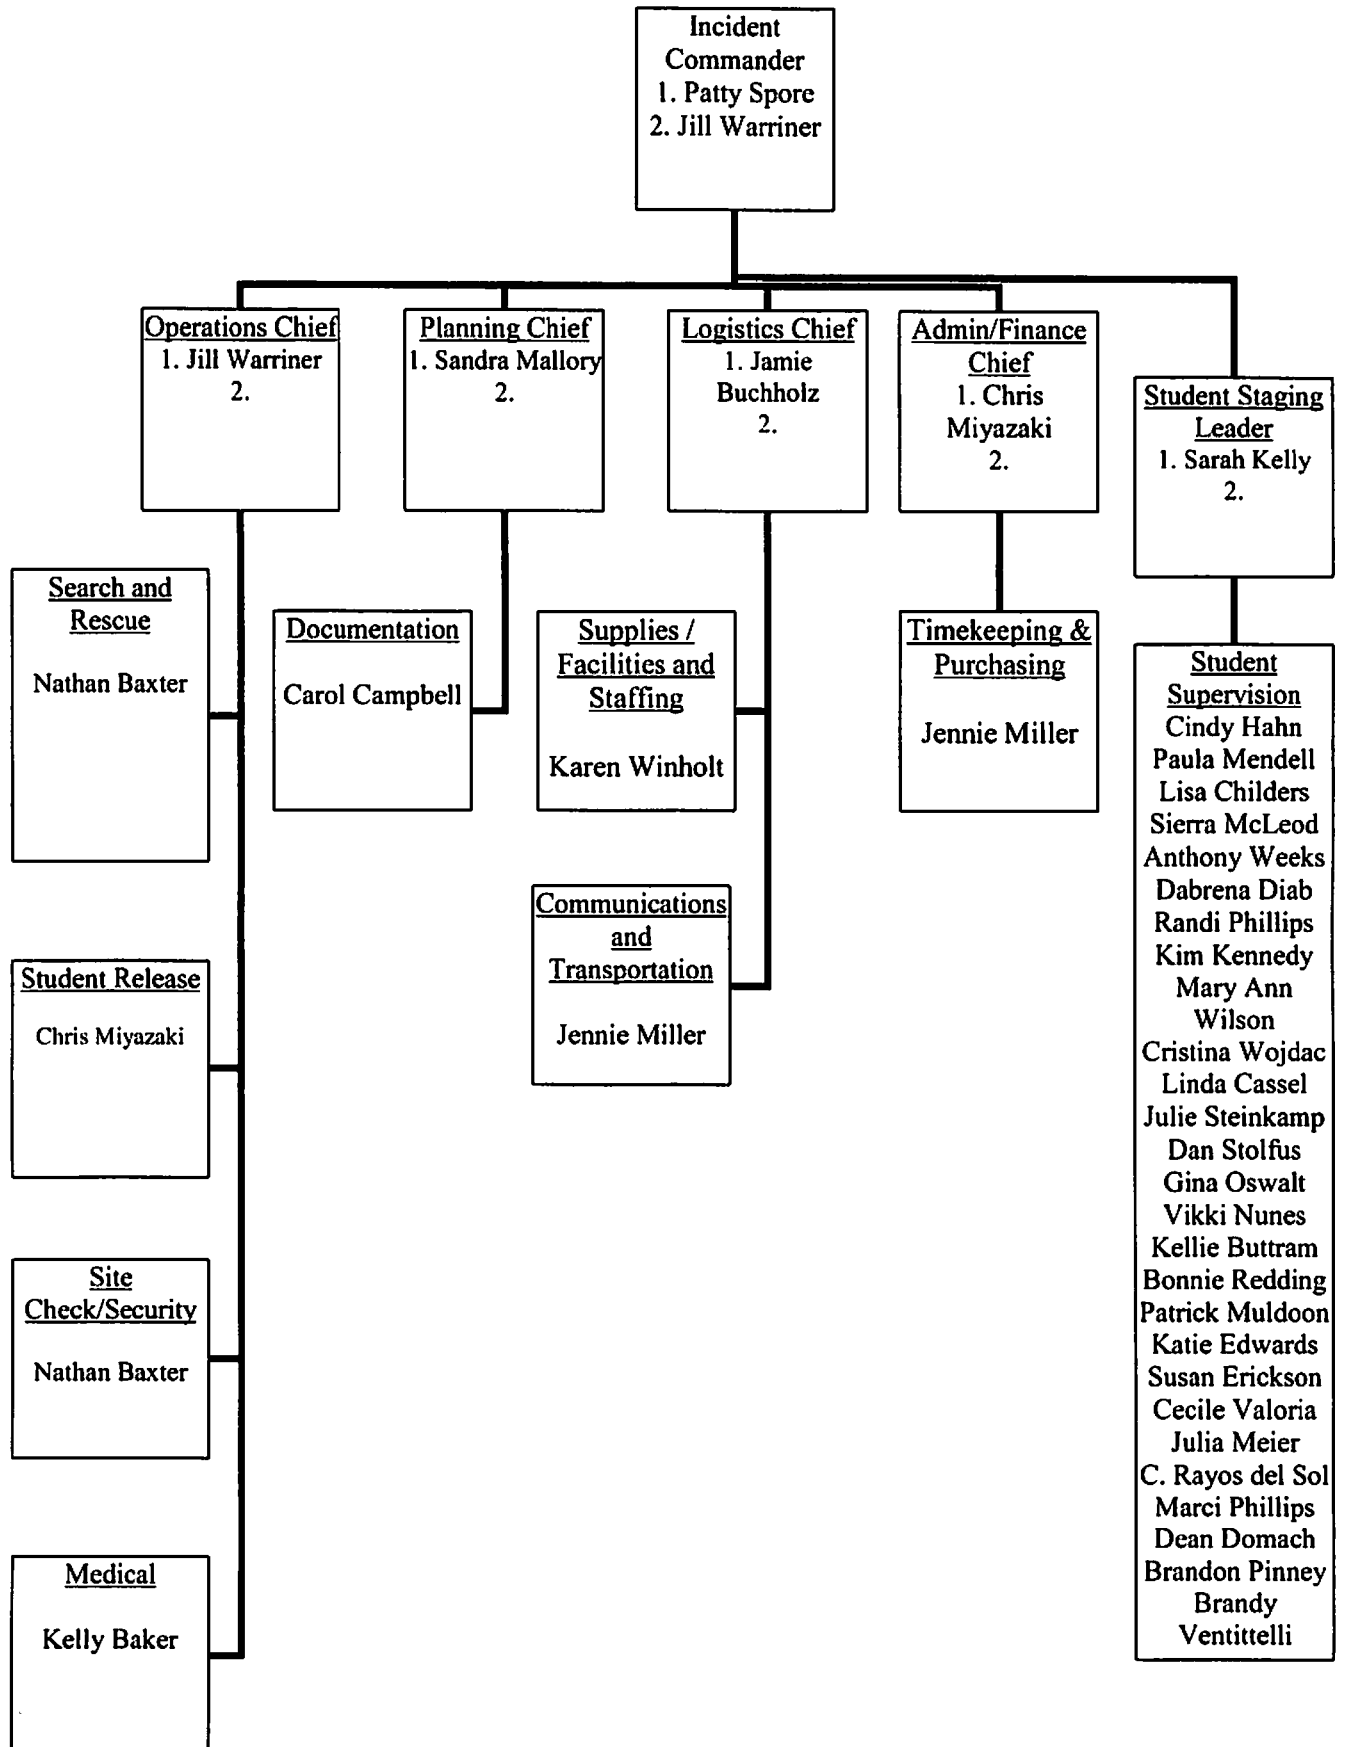 Incident
Commander
1. Patty Spore
2. Jill Warriner
Operations Chief
1. Jill Warriner
2.
Planning Chief
1. Sandra Mallory
2.
Logistics Chief
1. Jamie
Buchholz
2.
Admin/Finance
Chief
1. Chris
Miyazaki
2.
Student Staging
Leader
1. Sarah Kelly
2.
Search and
Rescue
Nathan Baxter
Documentation
Carol Campbell
Supplies /
Facilities and
Staffing
Karen Winholt
Timekeeping &
Purchasing
Jennie Miller
Student
Supervision
Cindy Hahn
Paula Mendell
Lisa Childers
Sierra McLeod
Anthony Weeks
Dabrena Diab
Randi Phillips
Kim Kennedy
Mary Ann
Wilson
Cristina Wojdac
Linda Cassel
Julie Steinkamp
Dan Stolfus
Gina Oswalt
Vikki Nunes
Kellie Buttram
Bonnie Redding
Patrick Muldoon
Katie Edwards
Susan Erickson
Cecile Valoria
Julia Meier
C. Rayos del Sol
Marci Phillips
Dean Domach
Brandon Pinney
Brandy
Ventittelli
Communications
and
Transportation
Jennie Miller
Student Release
Chris Miyazaki
Site
Check/Security
Nathan Baxter
Medical
Kelly Baker